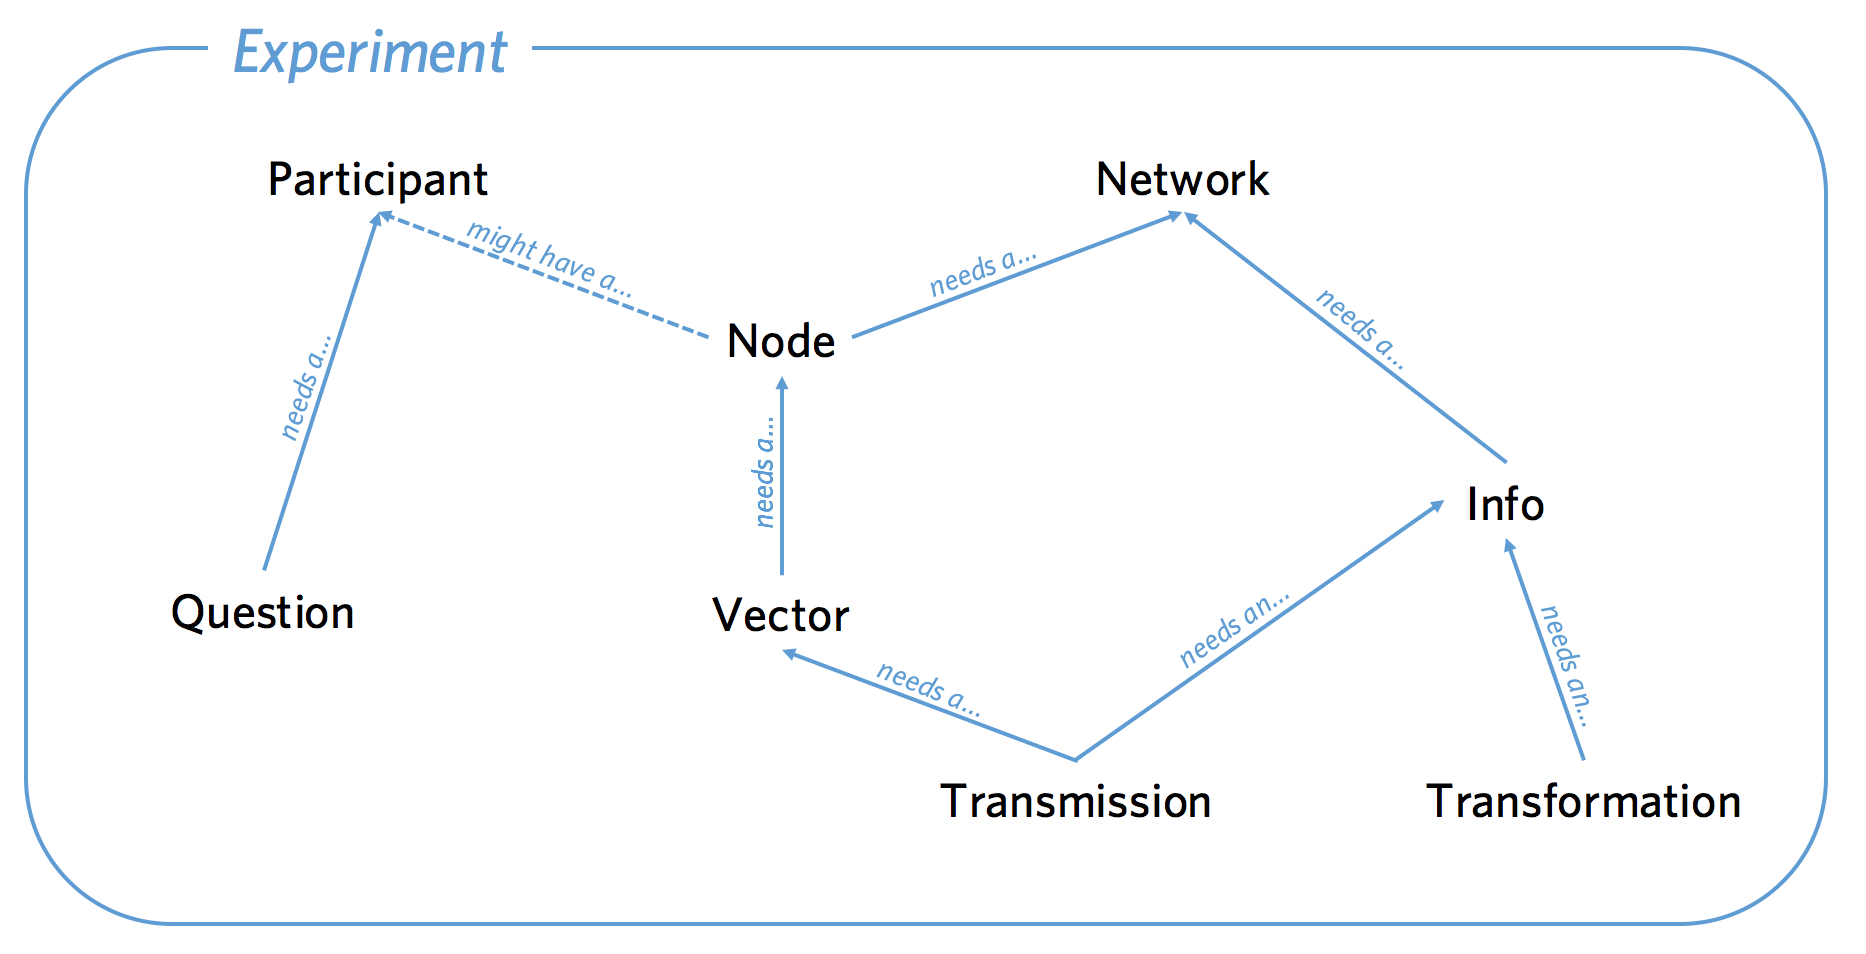 Experiment
Participant
Network
might have a...
needs a...
Node
needs a...
needs a...
needs a...
Info
Question
Vector
needs an...
needs an...
needs a...
Transmission
Transformation